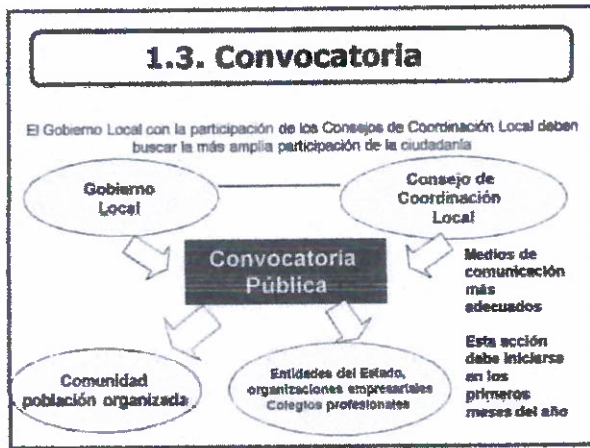 1.3. Convocatoria
El Gobierno Local con la participación de los Consejos de Coordinación Local deben
buscar la más amplia participación de la ciudadanía
Gobierno
Local
Consejo de
Coordinación
Local
Convocatoria
Pública
Medios de
comunicación
más
adecuados
Comunidad
población organizada
Entidades del Estado,
organizaciones empresariales
Colegios profesionales
Esta acción
debe iniciarse
en los
primeros
meses del año